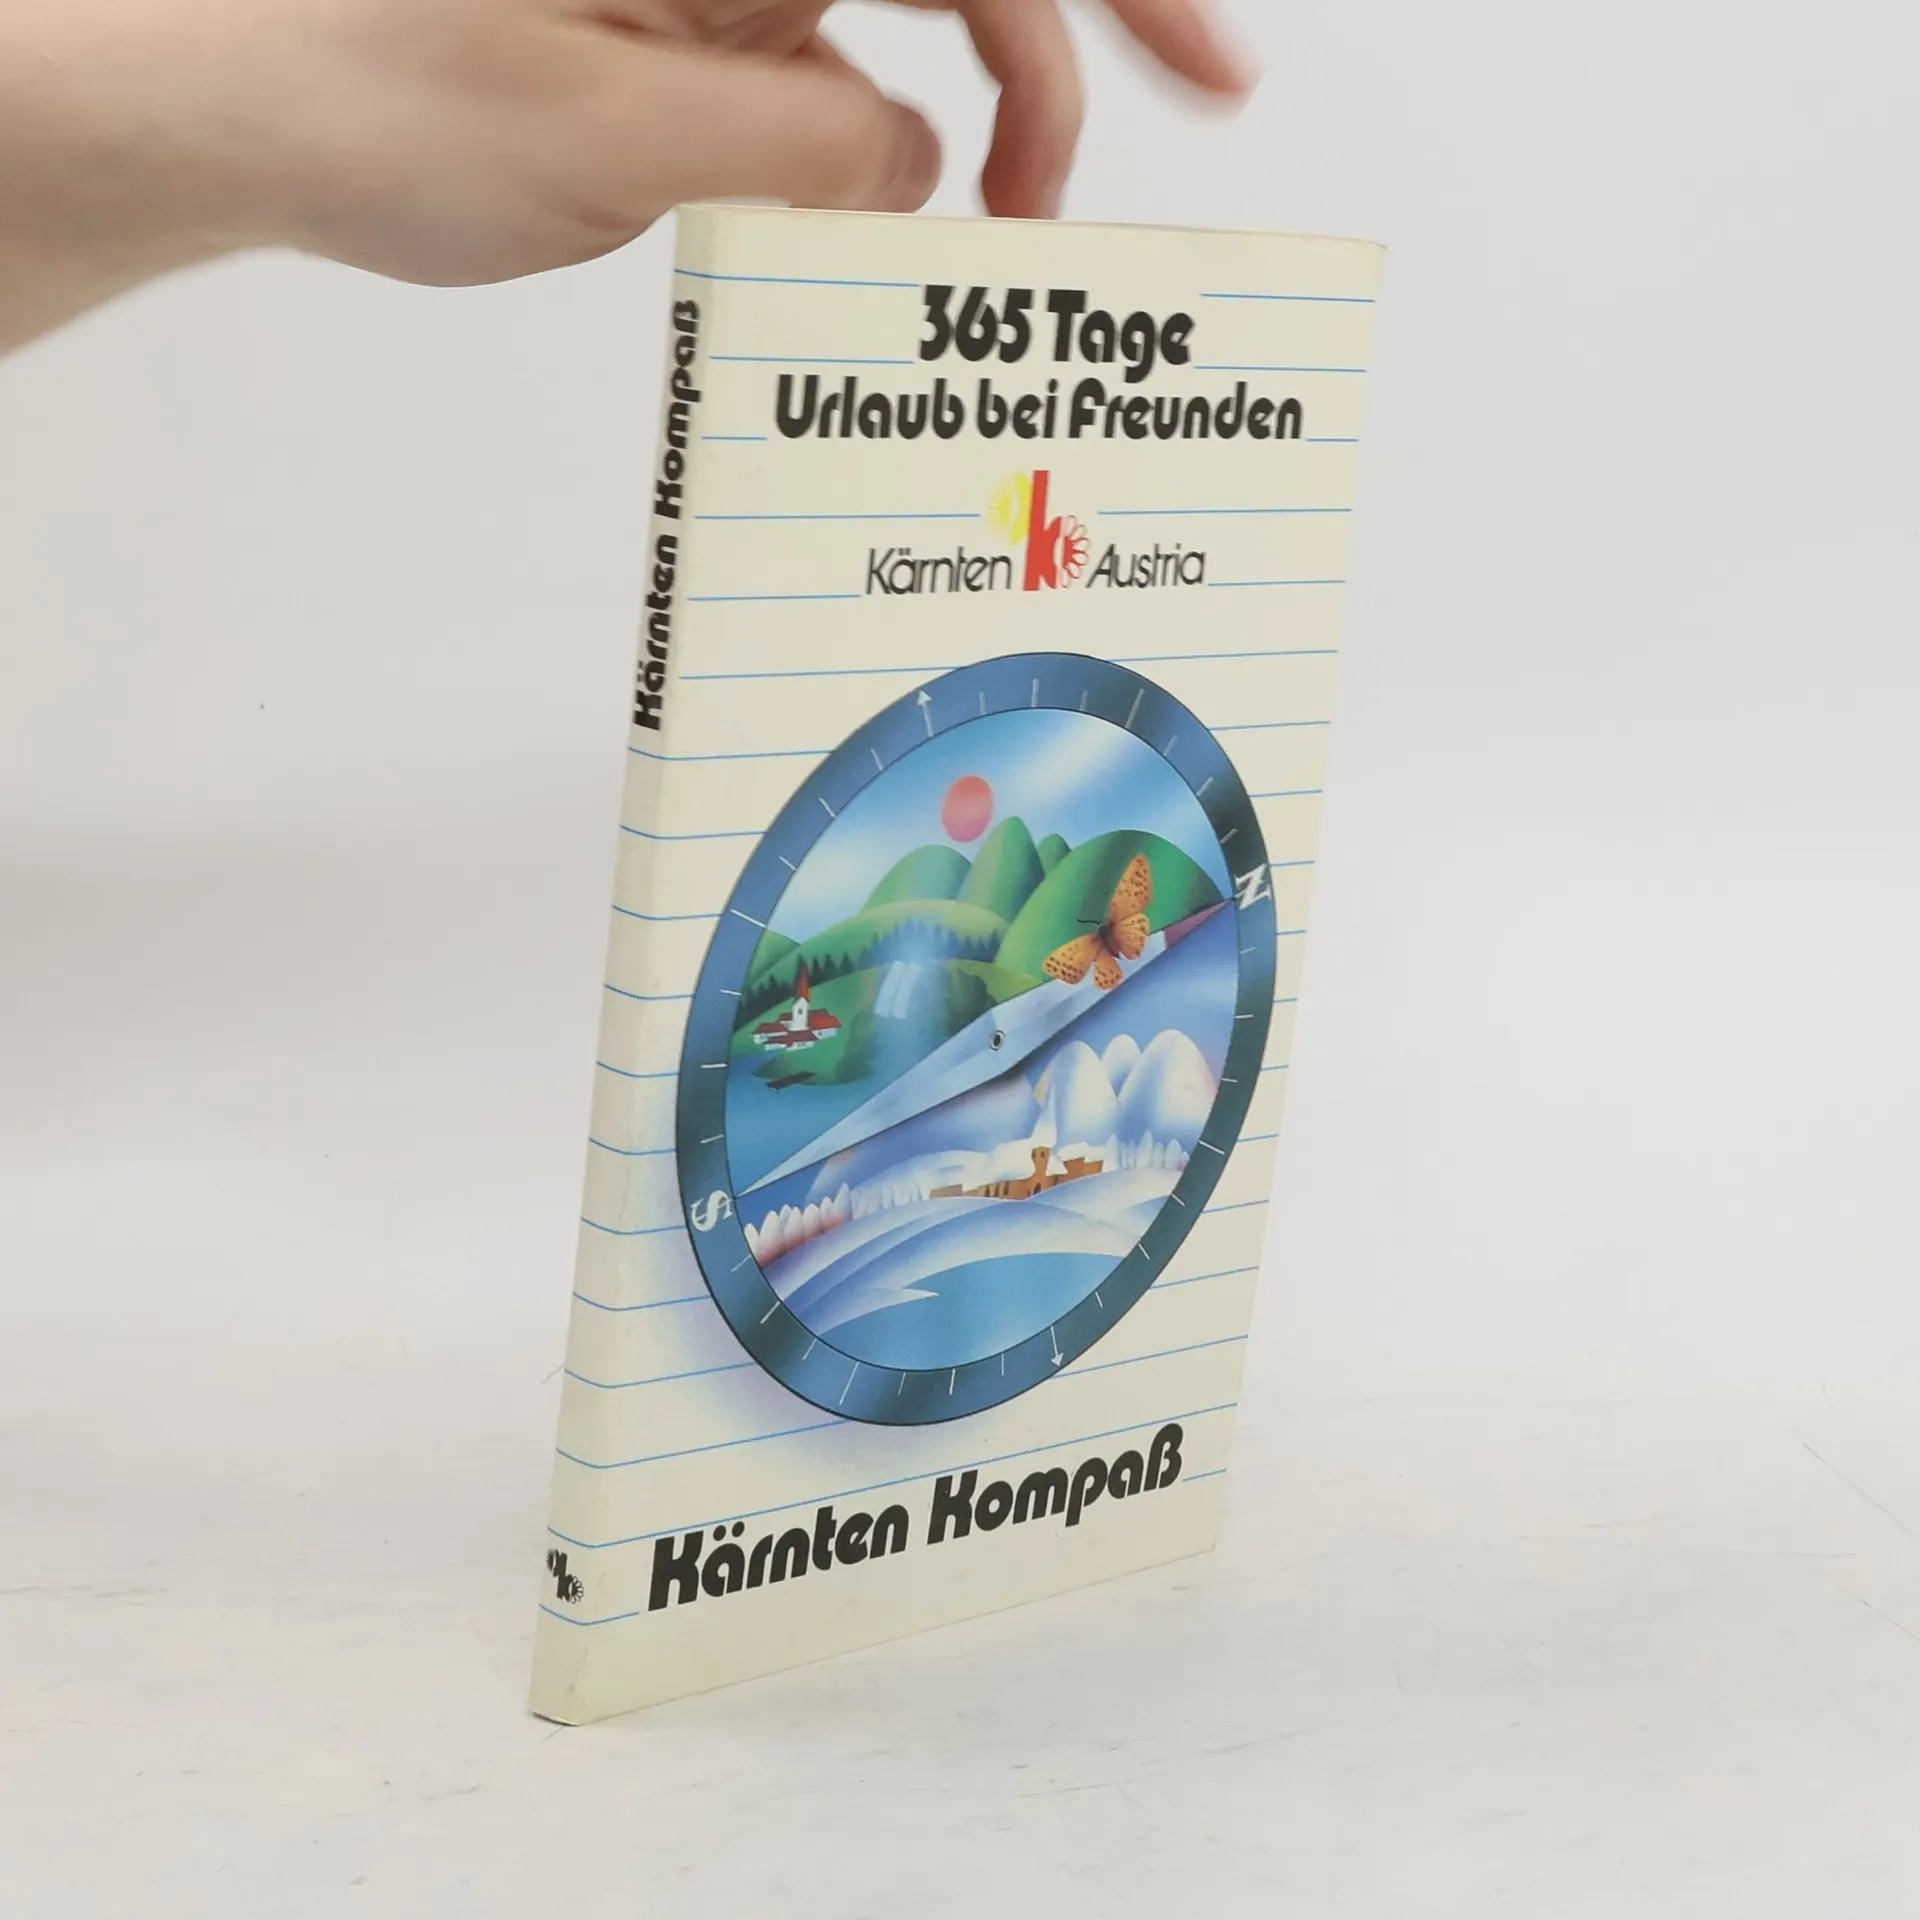 365 Tage
Urlaub bei Freunden
Kärnten k Austria
N
S
Kärnten Kompaß
Kärnten Kompaß
k